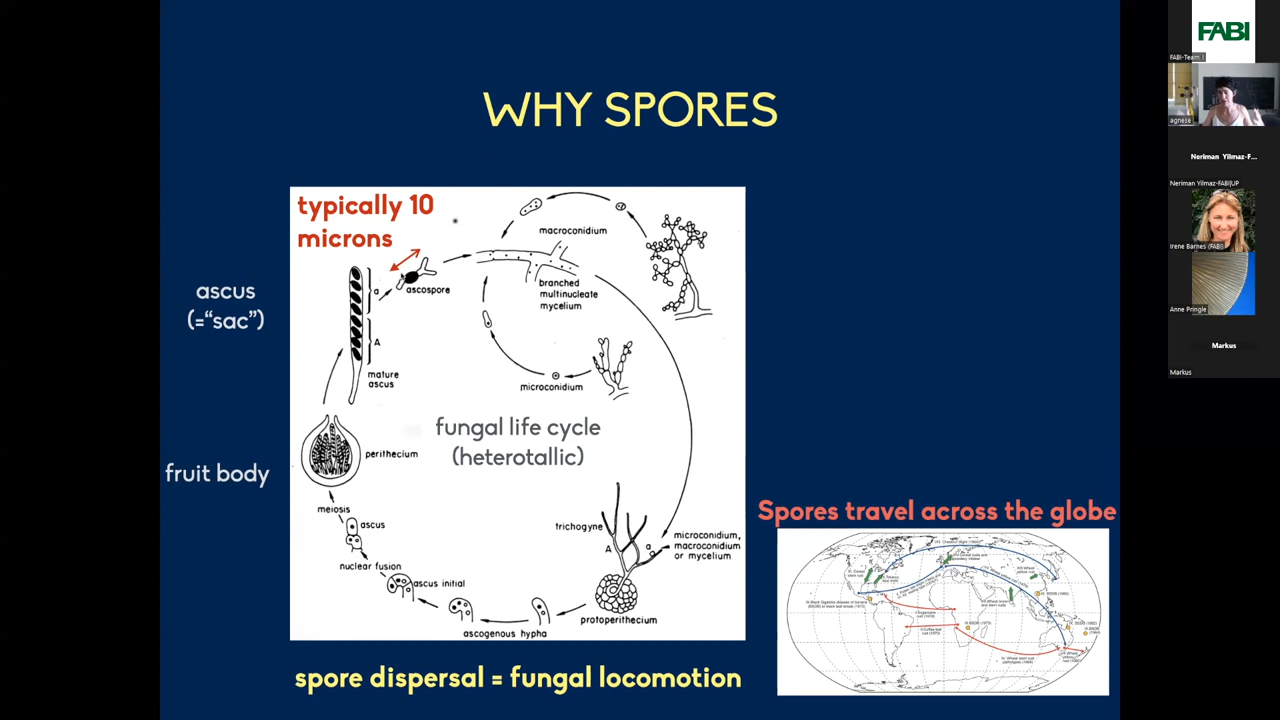 WHY SPORES
typically 10
microns
ascus
(="sac")
fruit body
macroconidium
ascospore
branched
multinucleate
mycelium
a
A
mature
ascus
microconidium
fungal life cycle
(heterotallic)
perithecium
meiosis
ascus
nuclear fusion
ascus initial
ascogenous hypha
protoperithecium
trichogyne
A
a
microconidium,
macroconidium
or mycelium
spore dispersal = fungal locomotion
Spores travel across the globe
FABI
FABI-Team
agnese
Neriman Yilmaz-F...
Neriman Yilmaz-FABI|UP
Irene Barnes (FABI)
Anne Pringle
Markus
Markus